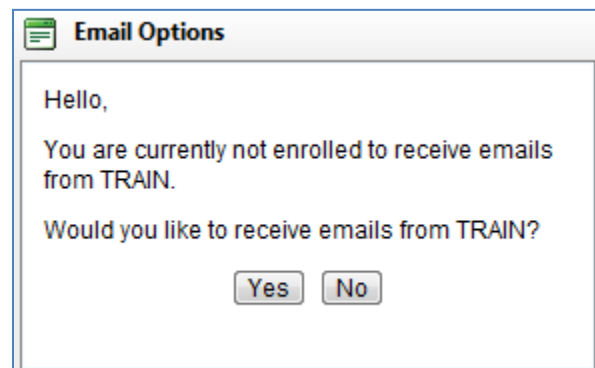 Email Options
Hello,
You are currently not enrolled to receive emails
from TRAIN.
Would you like to receive emails from TRAIN?
Yes No